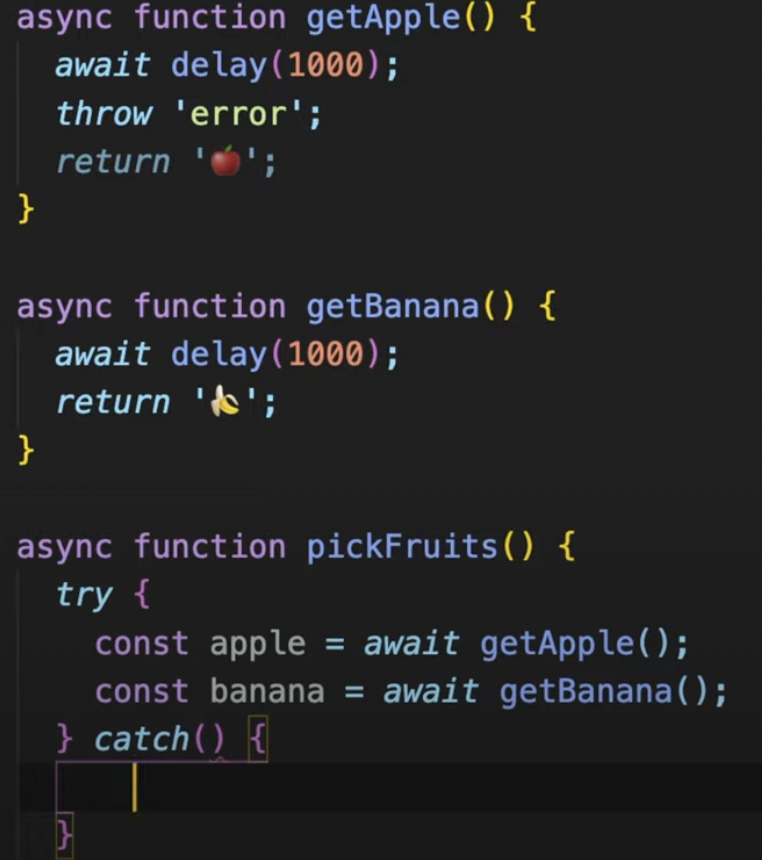 async function getApple() {
await delay(1000);
throw 'error';
return '🍎';
}
async function getBanana() {
await delay(1000);
return '🍌';
}
async function pickFruits() {
try {
const apple = await getApple();
const banana = await getBanana();
} catch() {
}